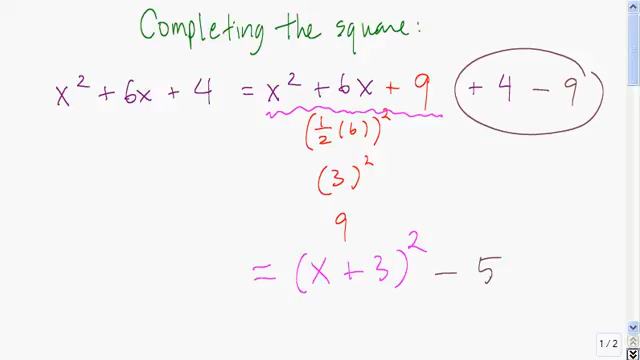 Completing the square:
x² + 6x + 4 = x² + 6x + 9 + 4 - 9
(1/2 (6))²
(3)²
9
= (x + 3)² - 5
1 / 2